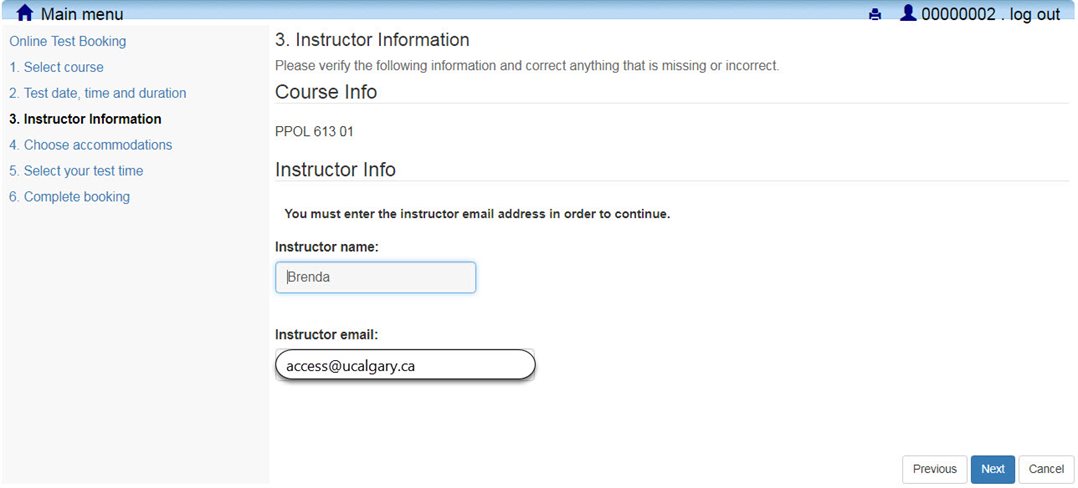 Main menu
00000002 . log out
Online Test Booking
1. Select course
2. Test date, time and duration
3. Instructor Information
4. Choose accommodations
5. Select your test time
6. Complete booking
3. Instructor Information
Please verify the following information and correct anything that is missing or incorrect.
Course Info
PPOL 613 01
Instructor Info
You must enter the instructor email address in order to continue.
Instructor name:
Brenda
Instructor email:
access@ucalgary.ca
Previous
Next
Cancel